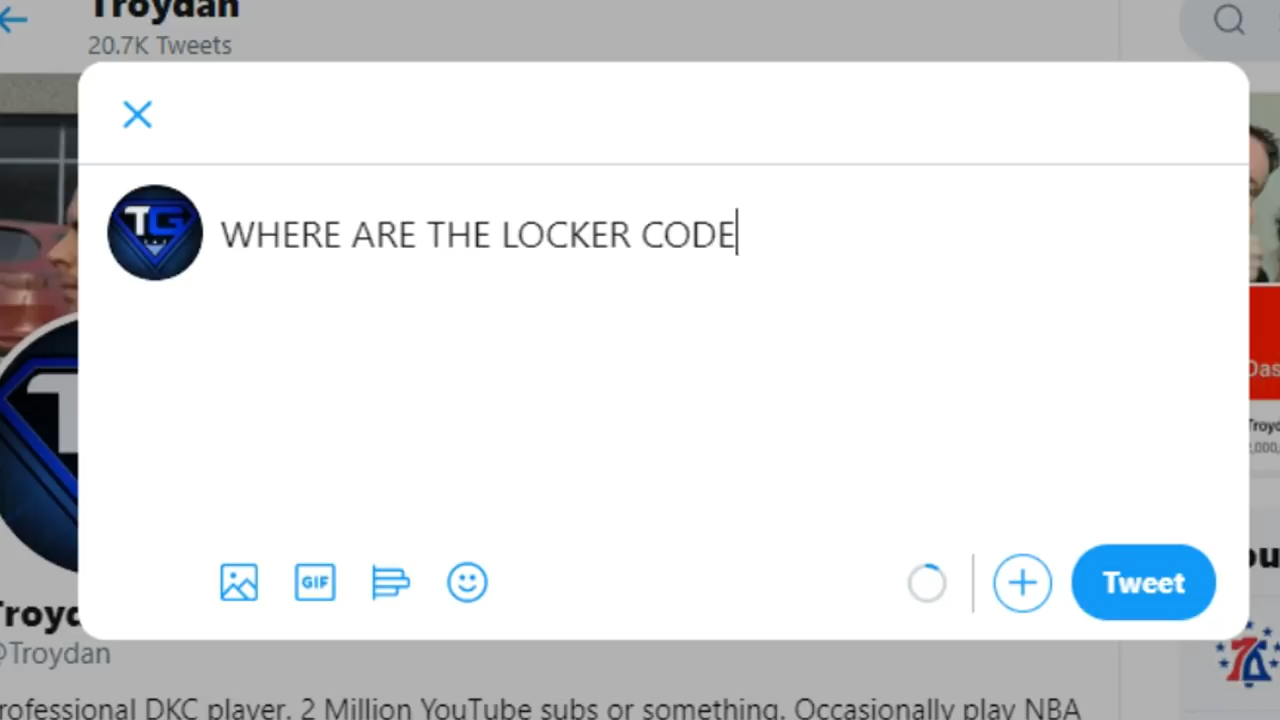 Troydan
20.7K Tweets
TG
WHERE ARE THE LOCKER CODE
GIF
Tweet
@Troydan
rofessional DKC player. 2 Million YouTube subs or something. Occasionally play NBA